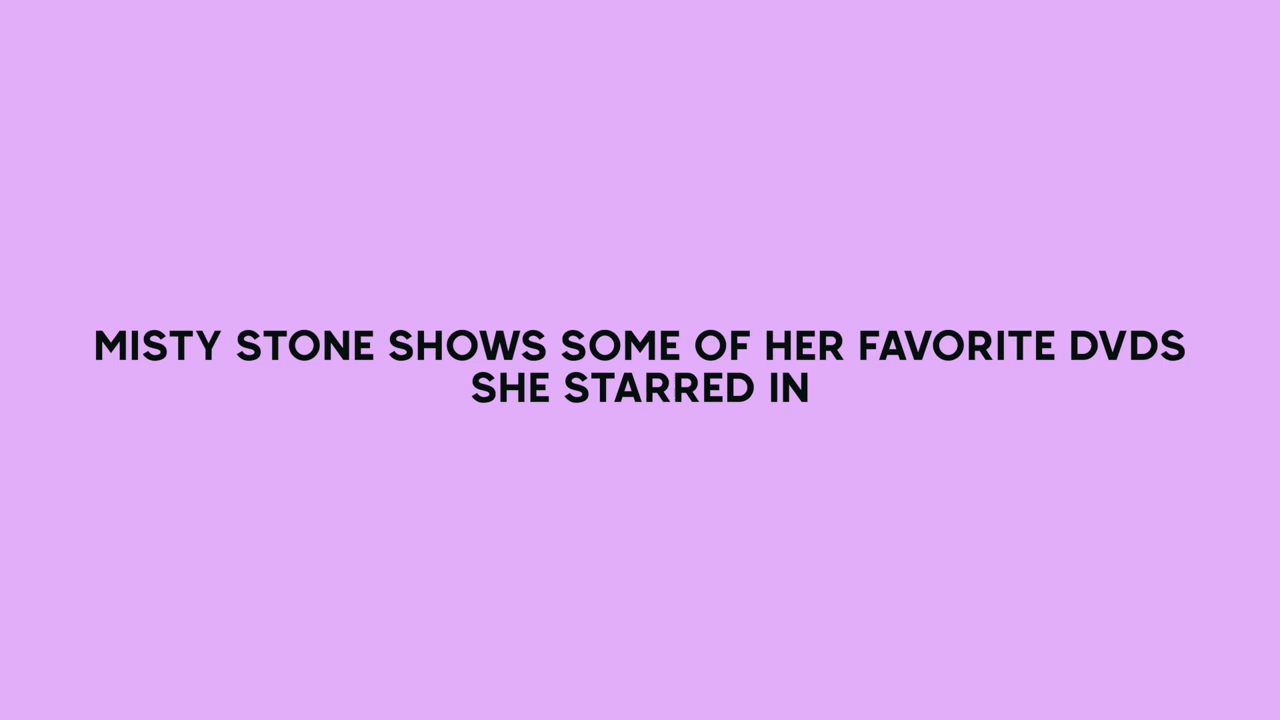 MISTY STONE SHOWS SOME OF HER FAVORITE DVDS
SHE STARRED IN